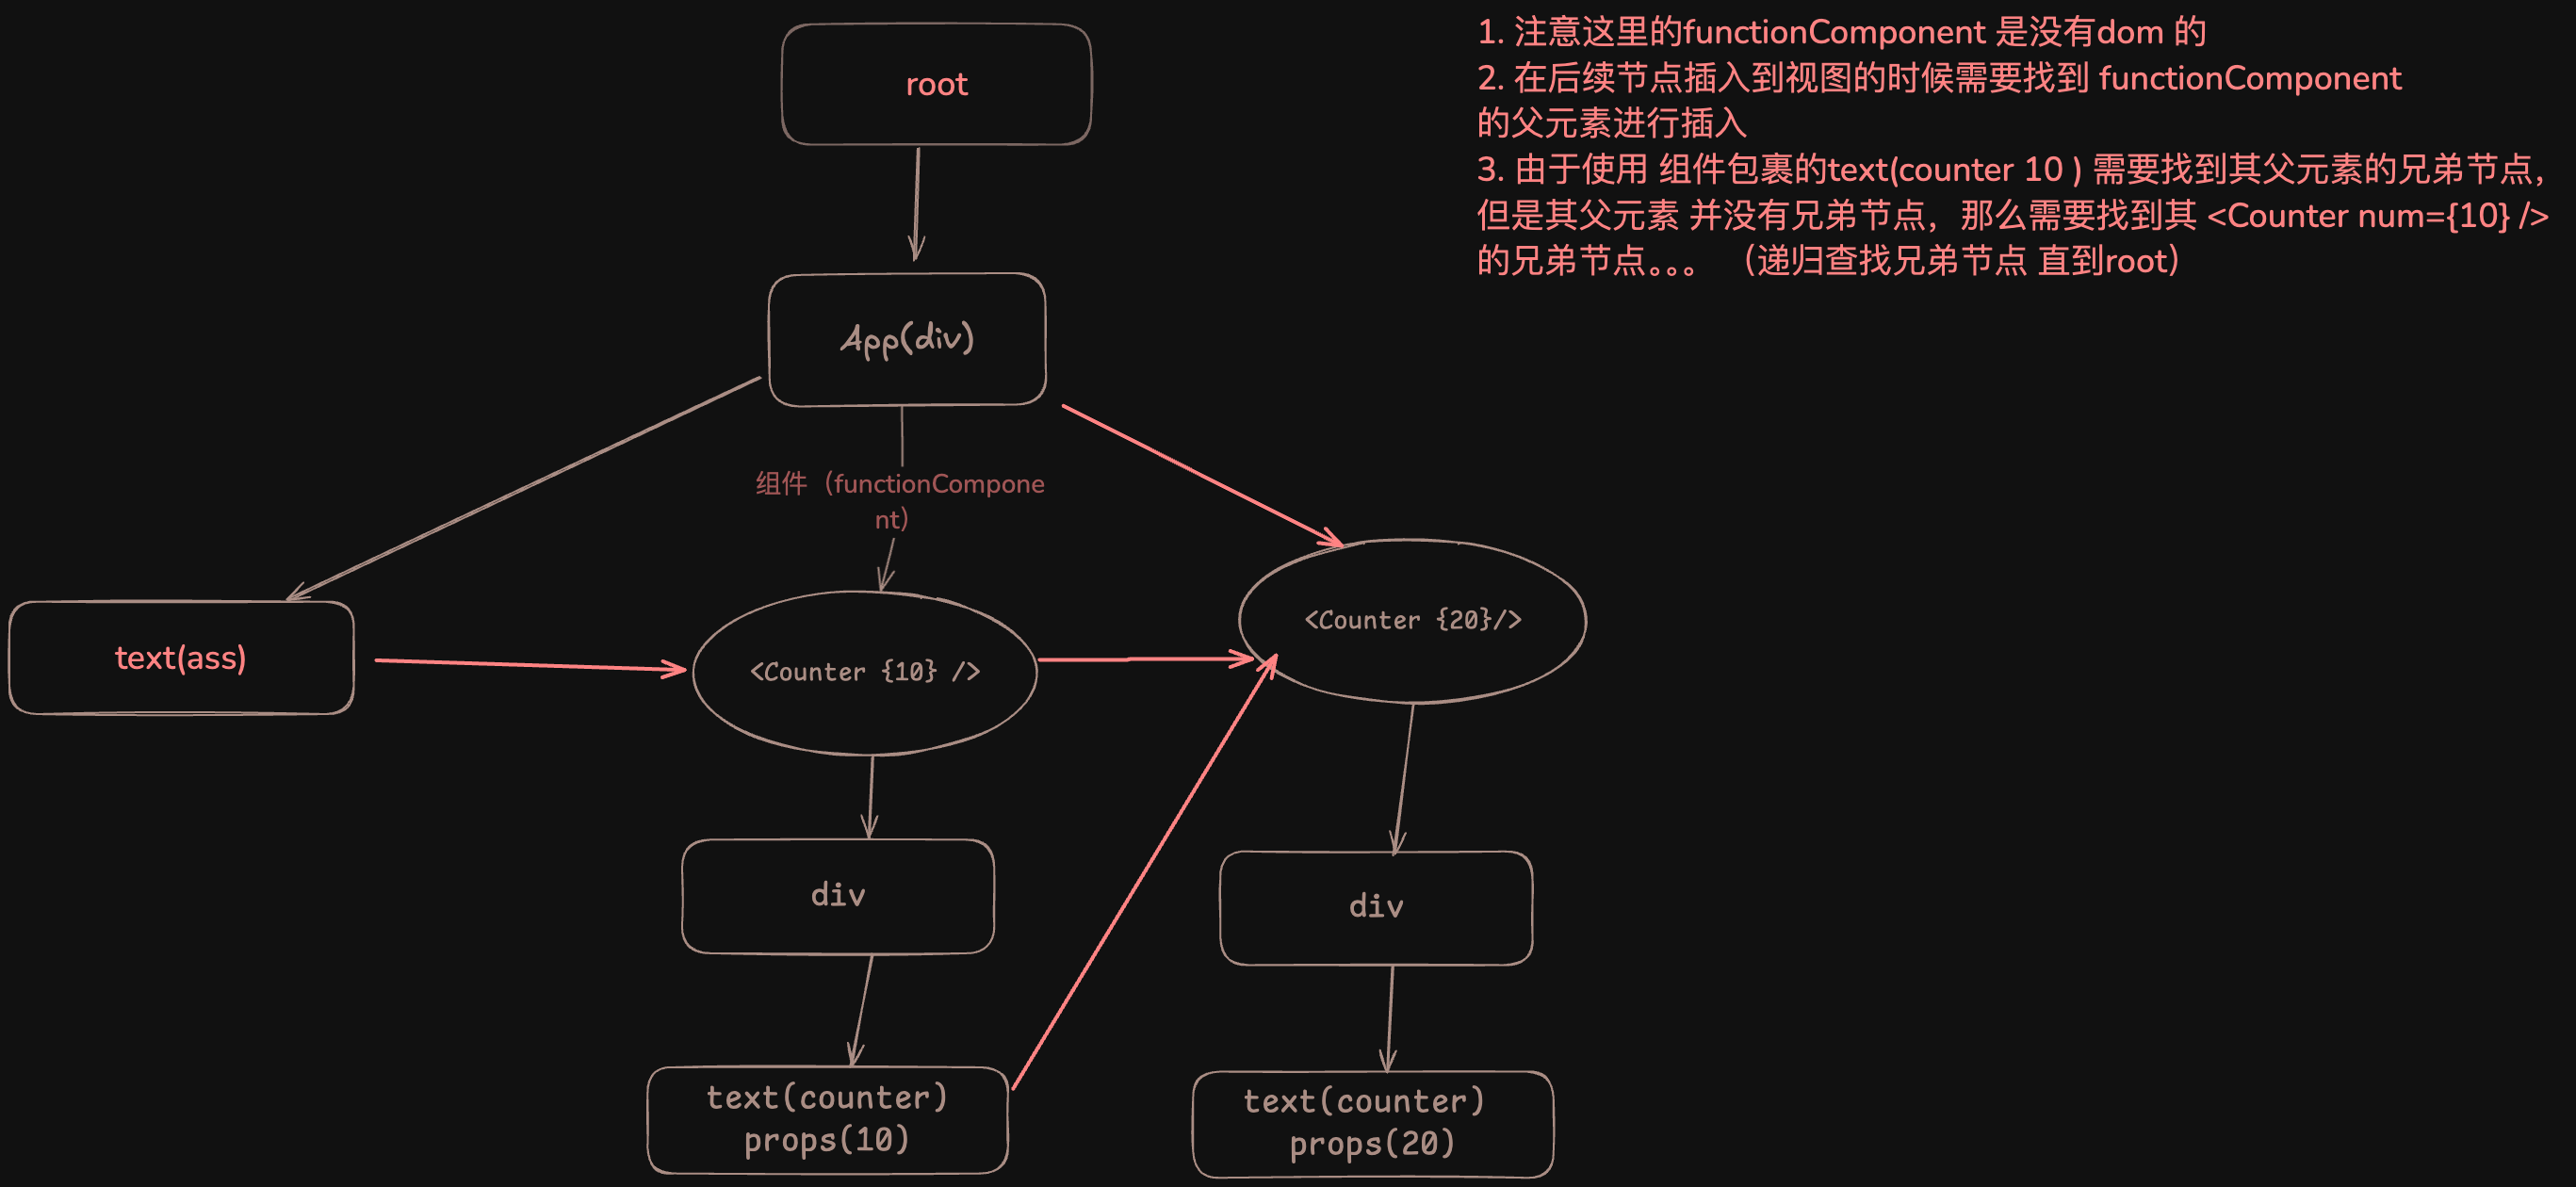 1. 注意这里的functionComponent 是没有dom 的
2. 在后续节点插入到视图的时候需要找到 functionComponent
的父元素进行插入
3. 由于使用 组件包裹的text(counter 10 ) 需要找到其父元素的兄弟节点，
但是其父元素 并没有兄弟节点，那么需要找到其 <Counter num={10} />
的兄弟节点。。。 （递归查找兄弟节点 直到root）
root
App(div)
组件（functionCompone
nt）
text(ass)
<Counter {10} />
<Counter {20}/>
div
div
text(counter)
props(10)
text(counter)
props(20)